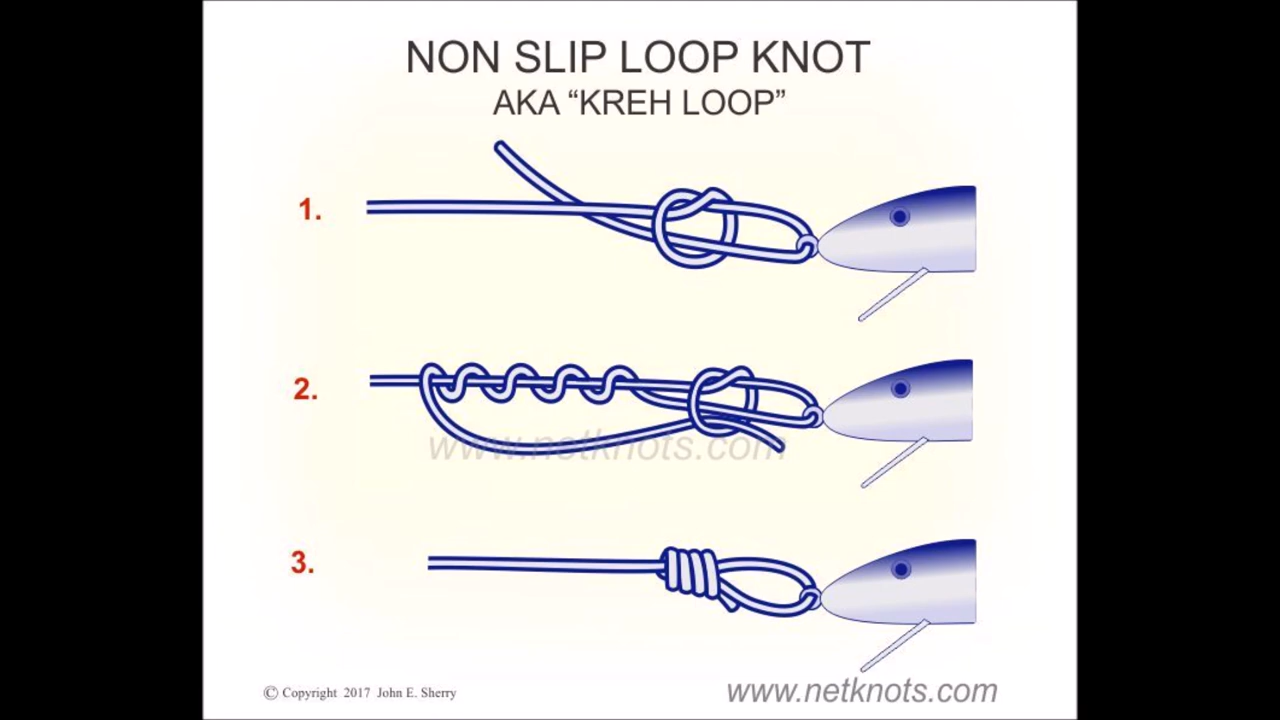 NON SLIP LOOP KNOT
AKA “KREH LOOP”
1.
2.
www.netknots.com
3.
© Copyright 2017 John E. Sherry
www.netknots.com